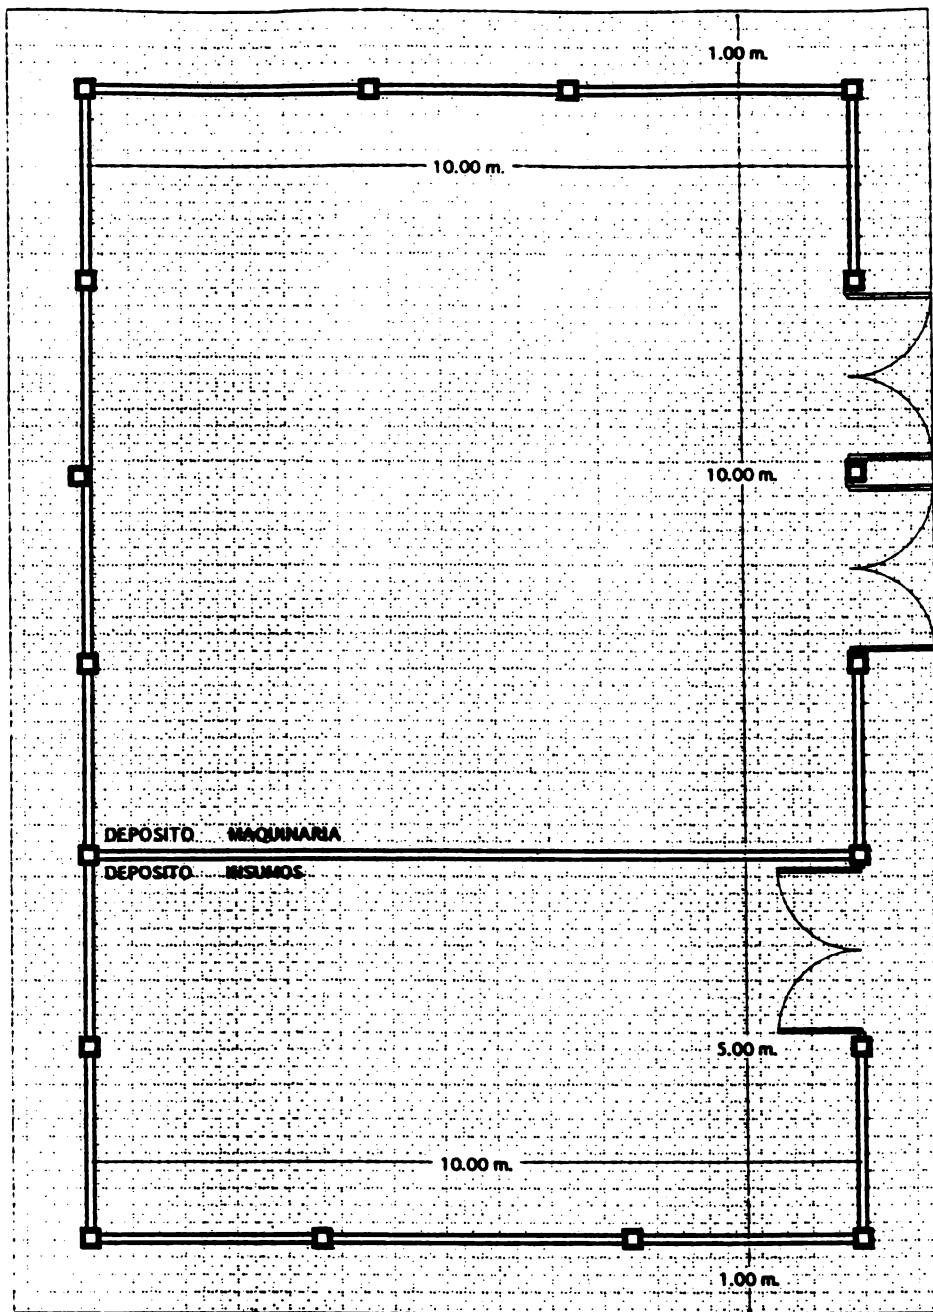 1.00 m.
10.00 m.
10.00 m.
DEPOSITO MAQUINARIA
DEPOSITO INSUMOS
5.00 m.
10.00 m.
1.00 m.